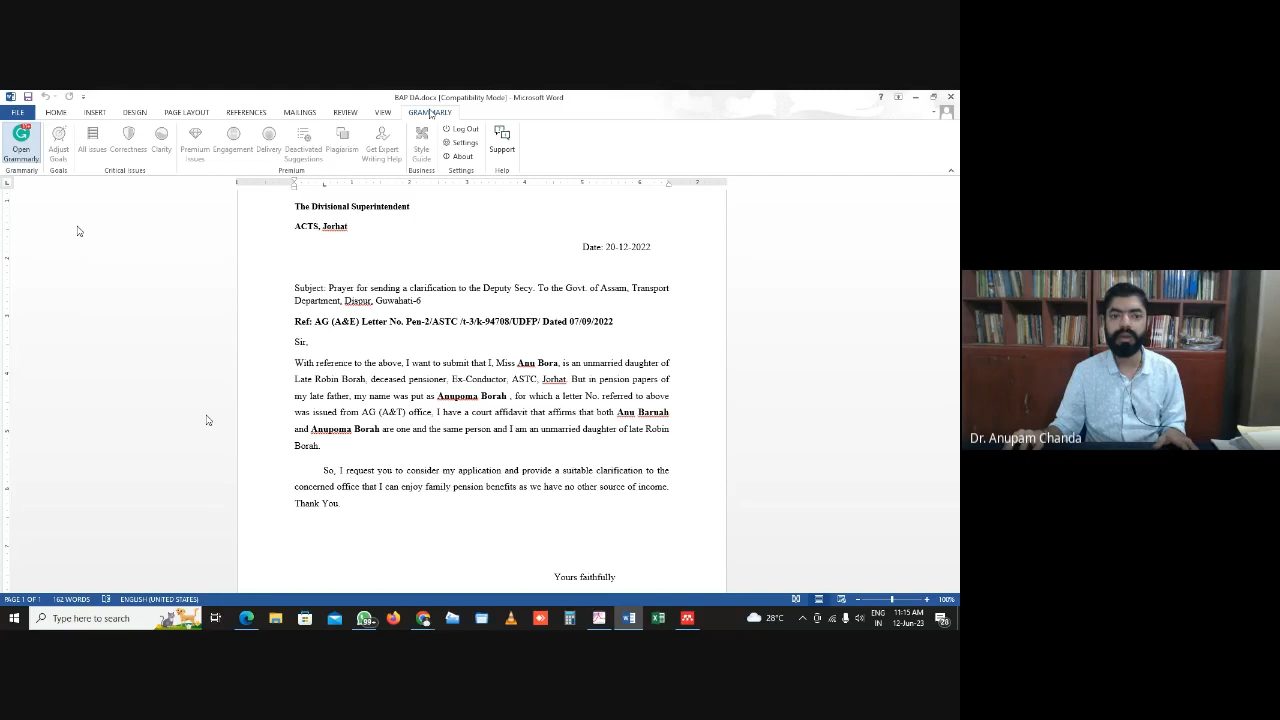 BAP DA.docx [Compatibility Mode] - Microsoft Word
FILE HOME INSERT DESIGN PAGE LAYOUT REFERENCES MAILINGS REVIEW VIEW GRAMMARLY
Open Grammarly
Adjust Goals
All Issues
Correctness
Clarity
Premium Issues
Engagement
Delivery
Deactivated Suggestions
Plagiarism
Get Expert Writing Help
Style Guide
Log Out
Settings
About
Support
Grammarly Goals Critical Issues Premium Business Settings Help
1 2 3 4 5 6 7
The Divisional Superintendent
ACTS, Jorhat
Date: 20-12-2022
Subject: Prayer for sending a clarification to the Deputy Secy. To the Govt. of Assam, Transport
Department, Dispur, Guwahati-6
Ref: AG (A&E) Letter No. Pen-2/ASTC /t-3/k-94708/UDFP/ Dated 07/09/2022
Sir,
With reference to the above, I want to submit that I, Miss Anu Bora, is an unmarried daughter of
Late Robin Borah, deceased pensioner, Ex-Conductor, ASTC, Jorhat. But in pension papers of
my late father, my name was put as Anupoma Borah , for which a letter No. referred to above
was issued from AG (A&T) office, I have a court affidavit that affirms that both Anu Baruah
and Anupoma Borah are one and the same person and I am an unmarried daughter of late Robin
Borah.
So, I request you to consider my application and provide a suitable clarification to the
concerned office that I can enjoy family pension benefits as we have no other source of income.
Thank You.
Yours faithfully
Dr. Anupam Chanda
PAGE 1 OF 1 162 WORDS ENGLISH (UNITED STATES) 100%
Type here to search
99+
28°C
ENG
IN
11:15 AM
12-Jun-23
28